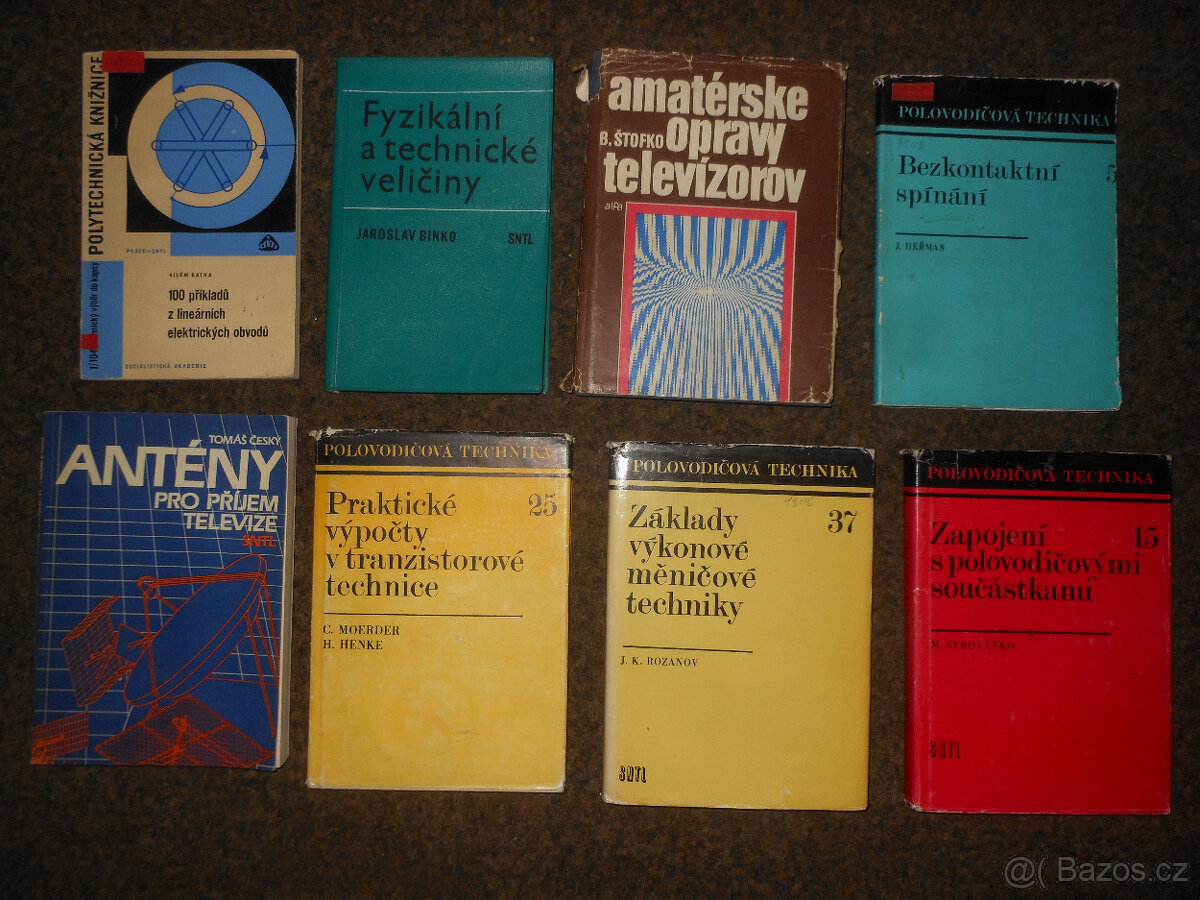 POLYTECHNICKÁ KNIŽNICE
PRÁCE—SNTL
100 příkladů
z lineárních
elektrických obvodů
SOCIALISTICKÁ AKADEMIE
Fyzikální
a technické
veličiny
JAROSLAV BINKO
SNTL
amatérske
B. ŠTOFKO opravy
televízorov
alfa
POLOVODIČOVÁ TECHNIKA
Bezkontaktní
spínání
5
J. HEŘMAN
TOMÁŠ ČESKÝ
ANTÉNY
PRO PŘÍJEM
TELEVIZE
SNTL
POLOVODIČOVÁ TECHNIKA
Praktické 25
výpočty
v tranzistorové
technice
C. MOERDER
H. HENKE
POLOVODIČOVÁ TECHNIKA
Základy 37
výkonové
měničové
techniky
J. K. ROZANOV
SNTL
POLOVODIČOVÁ TECHNIKA
Zapojení 15
s polovodičovými
součástkami
M. SYROVÁTKO
SNTL
@( Bazos.cz